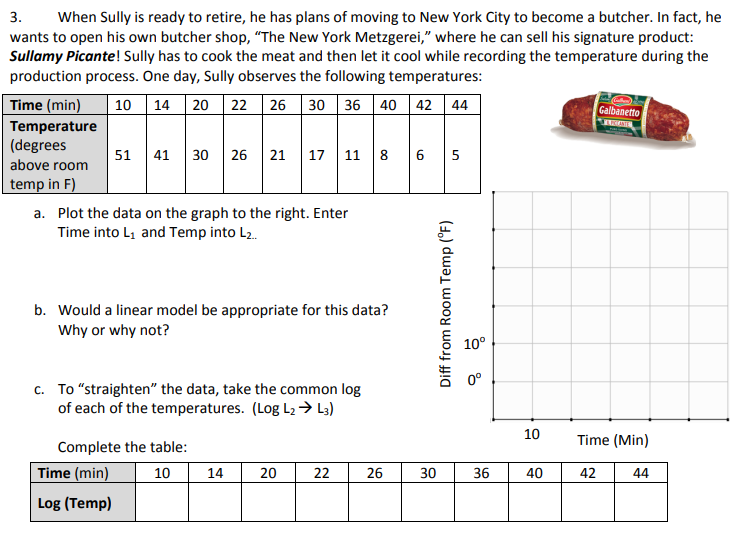 3. When Sully is ready to retire, he has plans of moving to New York City to become a butcher. In fact, he
wants to open his own butcher shop, “The New York Metzgerei,” where he can sell his signature product:
Sullamy Picante! Sully has to cook the meat and then let it cool while recording the temperature during the
production process. One day, Sully observes the following temperatures:
Time (min) 10 14 20 22 26 30 36 40 42 44
Temperature
(degrees
above room
temp in F)
51 41 30 26 21 17 11 8 6 5
Galbanetto
a. Plot the data on the graph to the right. Enter
Time into L₁ and Temp into L₂..
b. Would a linear model be appropriate for this data?
Why or why not?
c. To “straighten” the data, take the common log
of each of the temperatures. (Log L₂ → L₃)
Diff from Room Temp (°F)
10°
0°
10
Time (Min)
Complete the table:
Time (min) 10 14 20 22 26 30 36 40 42 44
Log (Temp)